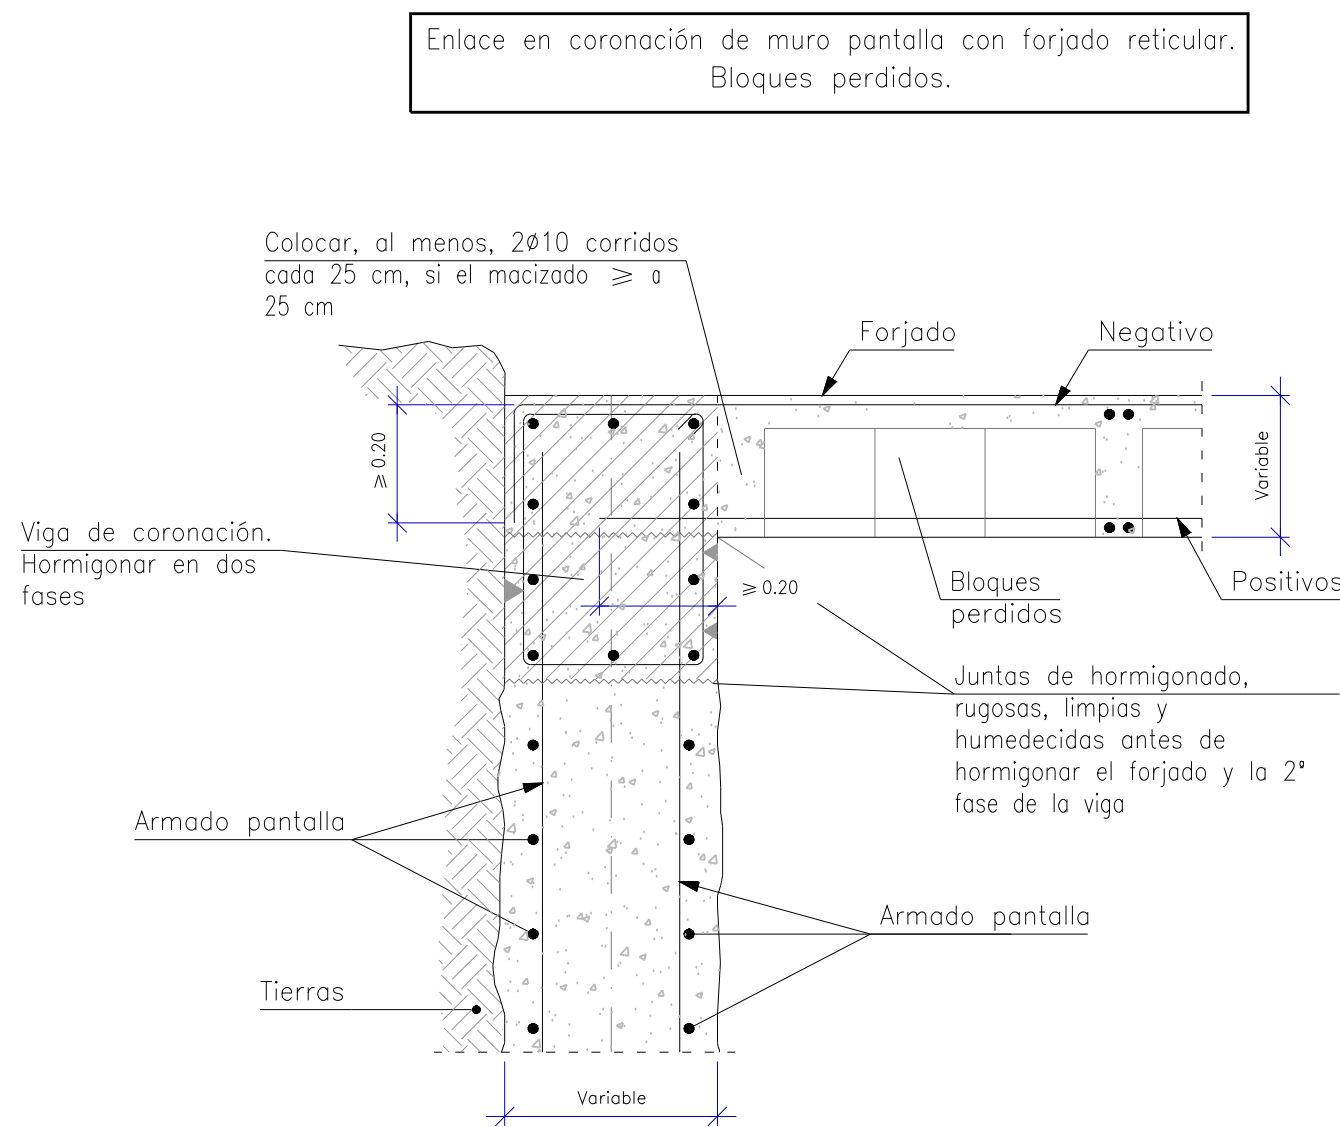 Enlace en coronación de muro pantalla con forjado reticular.
Bloques perdidos.
Colocar, al menos, 2ø10 corridos
cada 25 cm, si el macizado ≥ a
25 cm
Forjado
Negativo
≥ 0.20
Variable
Viga de coronación.
Hormigonar en dos
fases
≥ 0.20
Bloques
perdidos
Positivos
Juntas de hormigonado,
rugosas, limpias y
humedecidas antes de
hormigonar el forjado y la 2ª
fase de la viga
Armado pantalla
Armado pantalla
Tierras
Variable